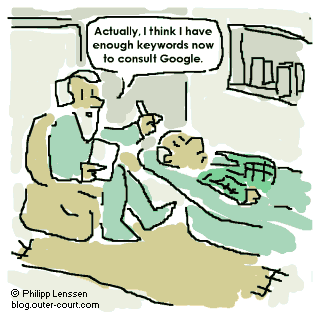 Actually, I think I have
enough keywords now
to consult Google.
© Philipp Lenssen
blog.outer-court.com